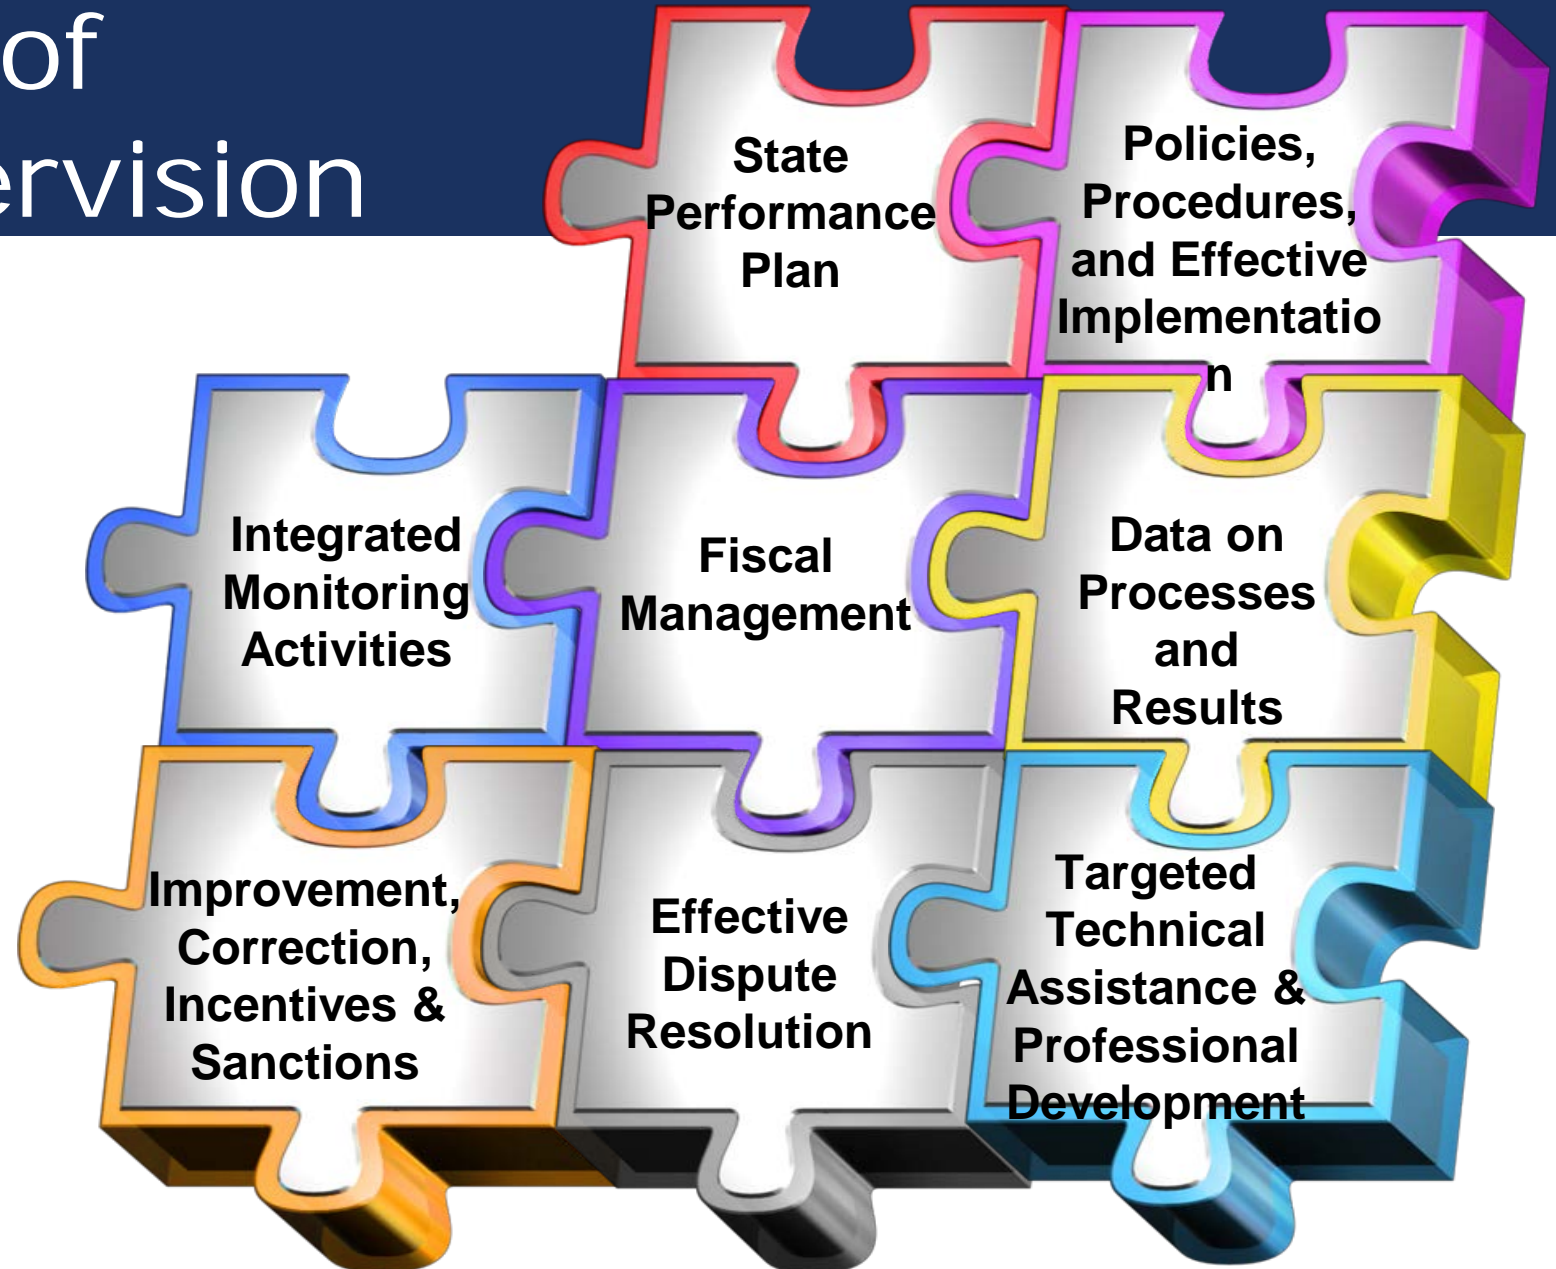 of
ervision
State
Performance
Plan
Policies,
Procedures,
and Effective
Implementatio
n
Integrated
Monitoring
Activities
Fiscal
Management
Data on
Processes
and
Results
Improvement,
Correction,
Incentives &
Sanctions
Effective
Dispute
Resolution
Targeted
Technical
Assistance &
Professional
Development